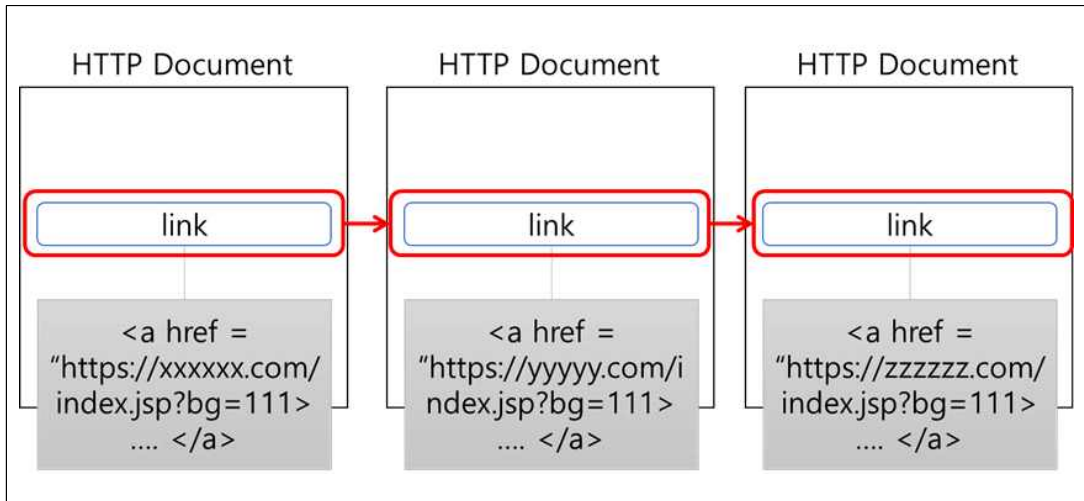 HTTP Document
link
<a href =
“https://xxxxxx.com/
index.jsp?bg=111>
.... </a>
HTTP Document
link
<a href =
“https://yyyyy.com/i
ndex.jsp?bg=111>
.... </a>
HTTP Document
link
<a href =
“https://zzzzzz.com/
index.jsp?bg=111>
.... </a>